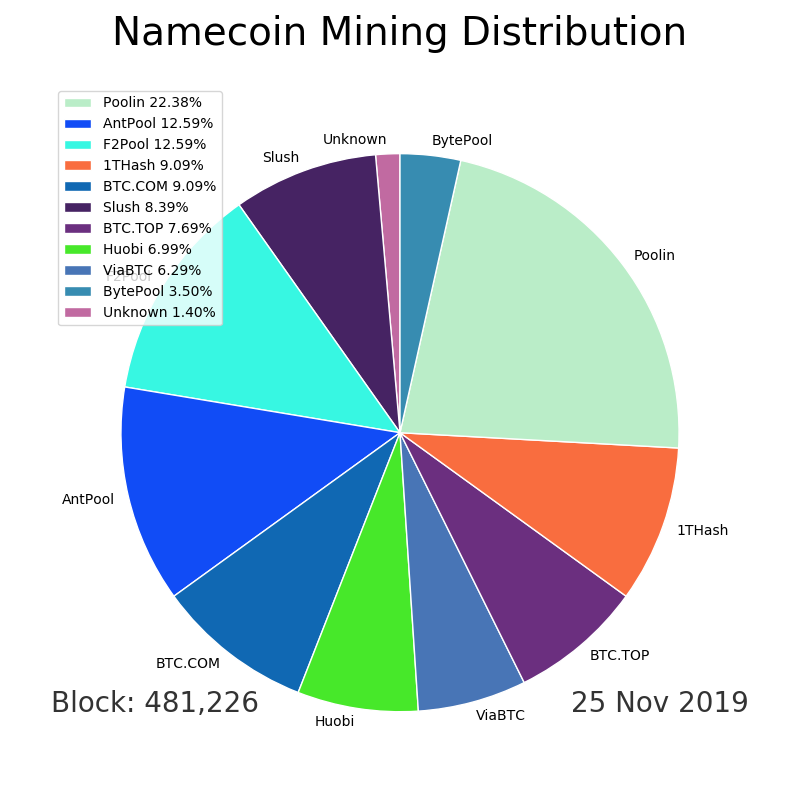 Namecoin Mining Distribution
Poolin 22.38%
AntPool 12.59%
F2Pool 12.59%
1THash 9.09%
BTC.COM 9.09%
Slush 8.39%
BTC.TOP 7.69%
Huobi 6.99%
ViaBTC 6.29%
BytePool 3.50%
Unknown 1.40%
Unknown
BytePool
Slush
Poolin
F2Pool
AntPool
1THash
BTC.COM
BTC.TOP
Huobi
ViaBTC
Block: 481,226
25 Nov 2019